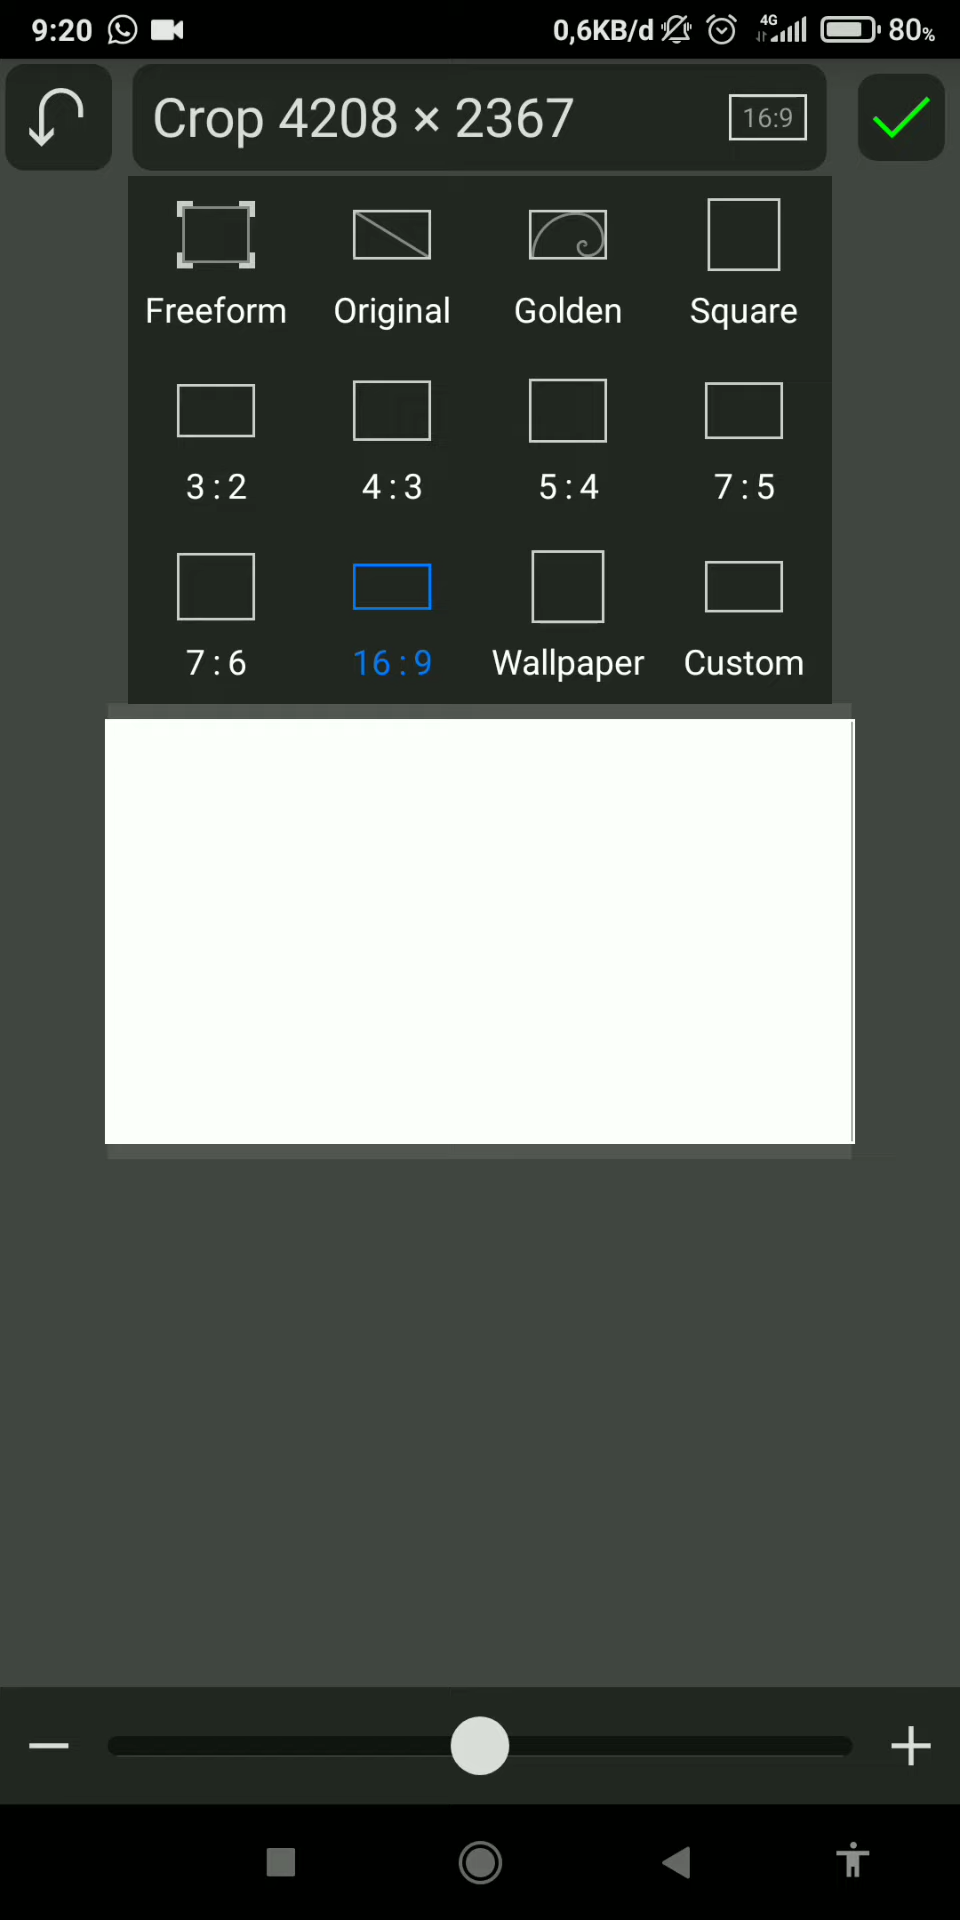 9:20 0,6KB/d 4G 80%
Crop 4208 × 2367 16:9
Freeform Original Golden Square
3:2 4:3 5:4 7:5
7:6 16:9 Wallpaper Custom